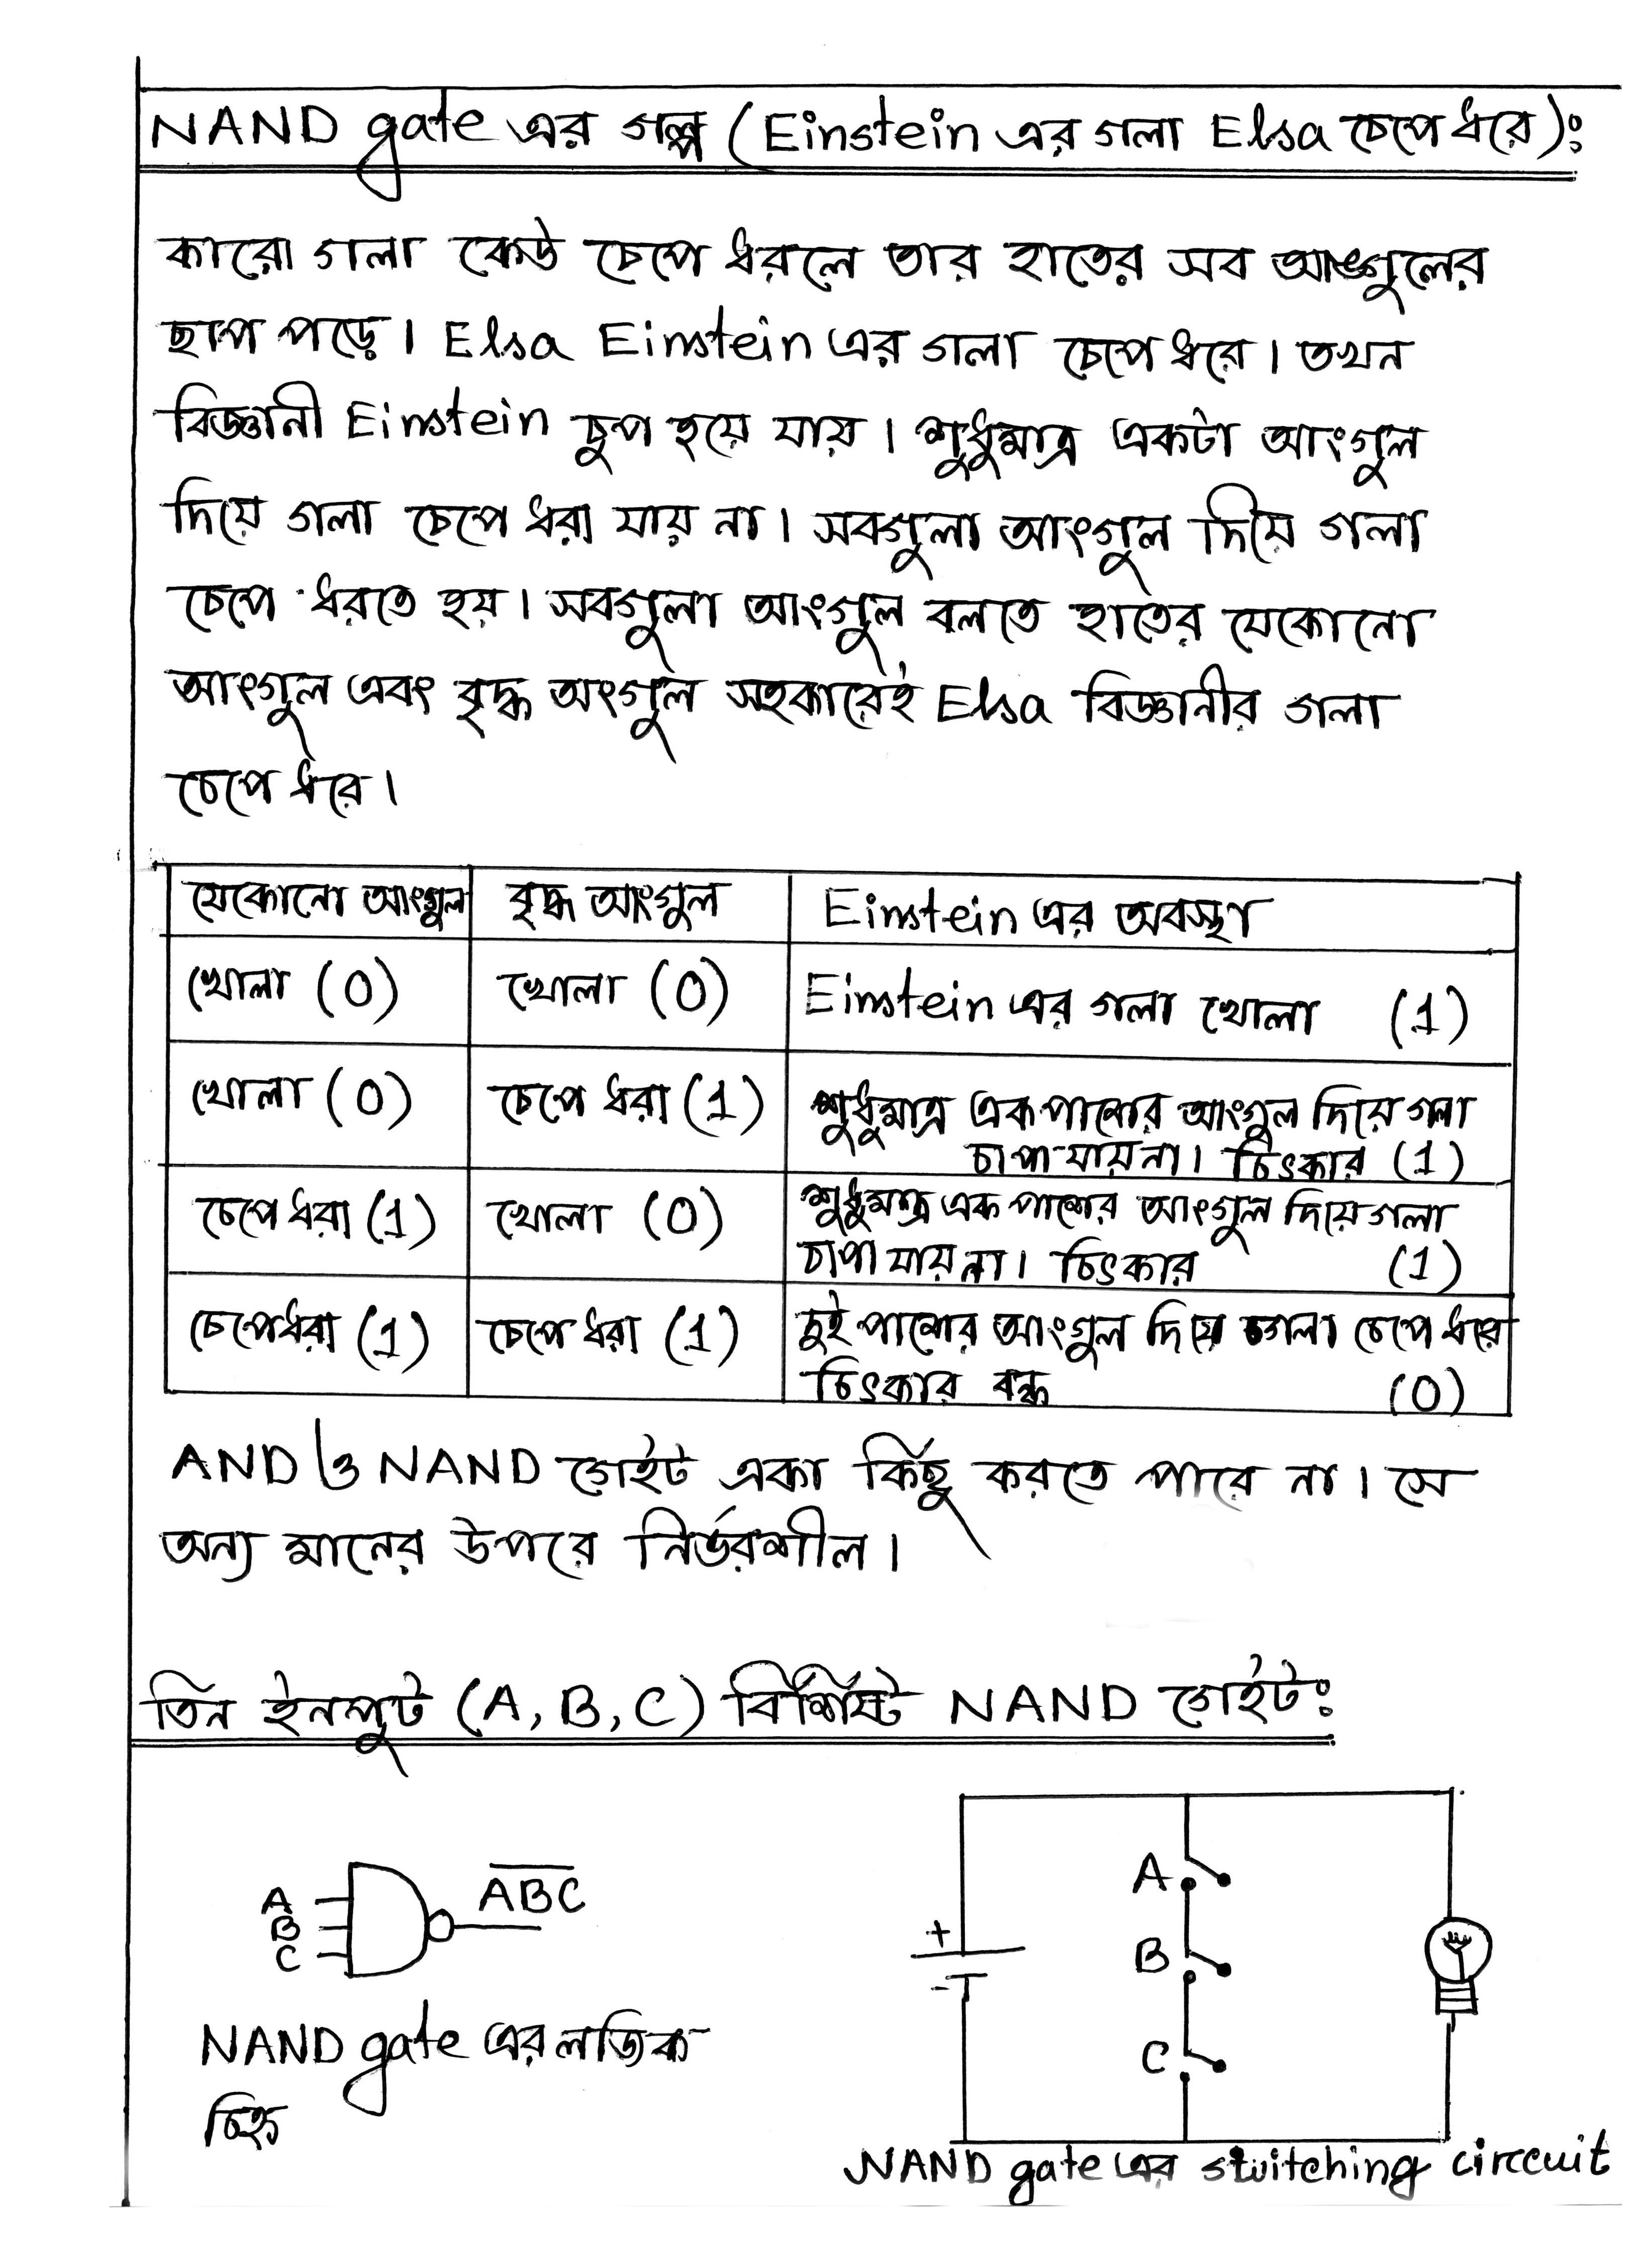 NAND gate এর গল্প (Einstein এর গলা Elsa চেপে ধরে):
কারো গলা কেউ চেপে ধরলে তার হাতের সব আঙ্গুলের
ছাপ পড়ে। Elsa Einstein এর গলা চেপে ধরে। তখন
বিজ্ঞানী Einstein চুপ হয়ে যায়। শুধুমাত্র একটা আংগুল
দিয়ে গলা চেপে ধরা যায় না। সবগুলা আংগুল দিয়ে গলা
চেপে ধরতে হয়। সবগুলা আংগুল বলতে হাতের যেকোনো
আংগুল এবং বৃদ্ধ অংগুল সহকারেই Elsa বিজ্ঞানীর গলা
চেপে ধরে।
যেকোনো আংগুল বৃদ্ধ আংগুল Einstein এর অবস্থা
খোলা (0) খোলা (0) Einstein এর গলা খোলা (1)
খোলা (0) চেপে ধরা (1) শুধুমাত্র একপাশের আংগুল দিয়ে গলা
চাপা যায় না। চিৎকার (1)
চেপে ধরা (1) খোলা (0) শুধুমাত্র এক পাশের আংগুল দিয়ে গলা
চাপা যায় না। চিৎকার (1)
চেপে ধরা (1) চেপে ধরা (1) দুই পাশের আংগুল দিয়ে গলা চেপে ধরে
চিৎকার বন্ধ (0)
AND ও NAND গেইট একা কিছু করতে পারে না। সে
অন্য মানের উপরে নির্ভরশীল।
তিন ইনপুট (A, B, C) বিশিষ্ট NAND গেইট:
A
B
C
A̅B̅C̅
NAND gate এর লজিক
চিহ্ন
+
-
A
B
C
NAND gate এর switching circuit